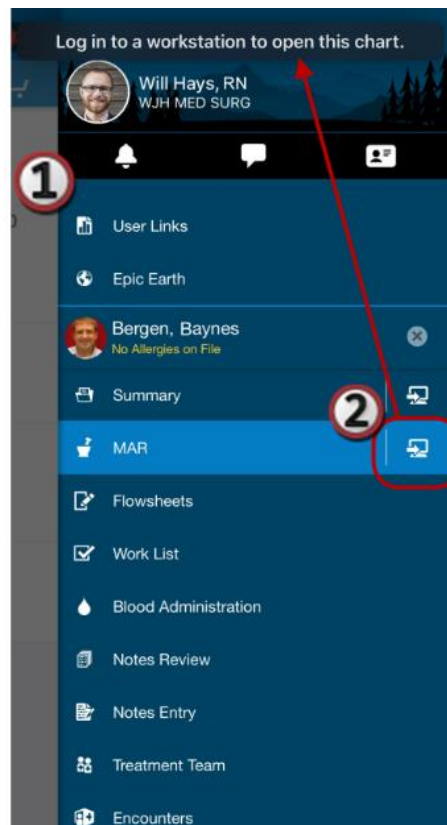 Log in to a workstation to open this chart.
Will Hays, RN
WJH MED SURG
1
User Links
Epic Earth
Bergen, Baynes
No Allergies on File
Summary
2
MAR
Flowsheets
Work List
Blood Administration
Notes Review
Notes Entry
Treatment Team
Encounters